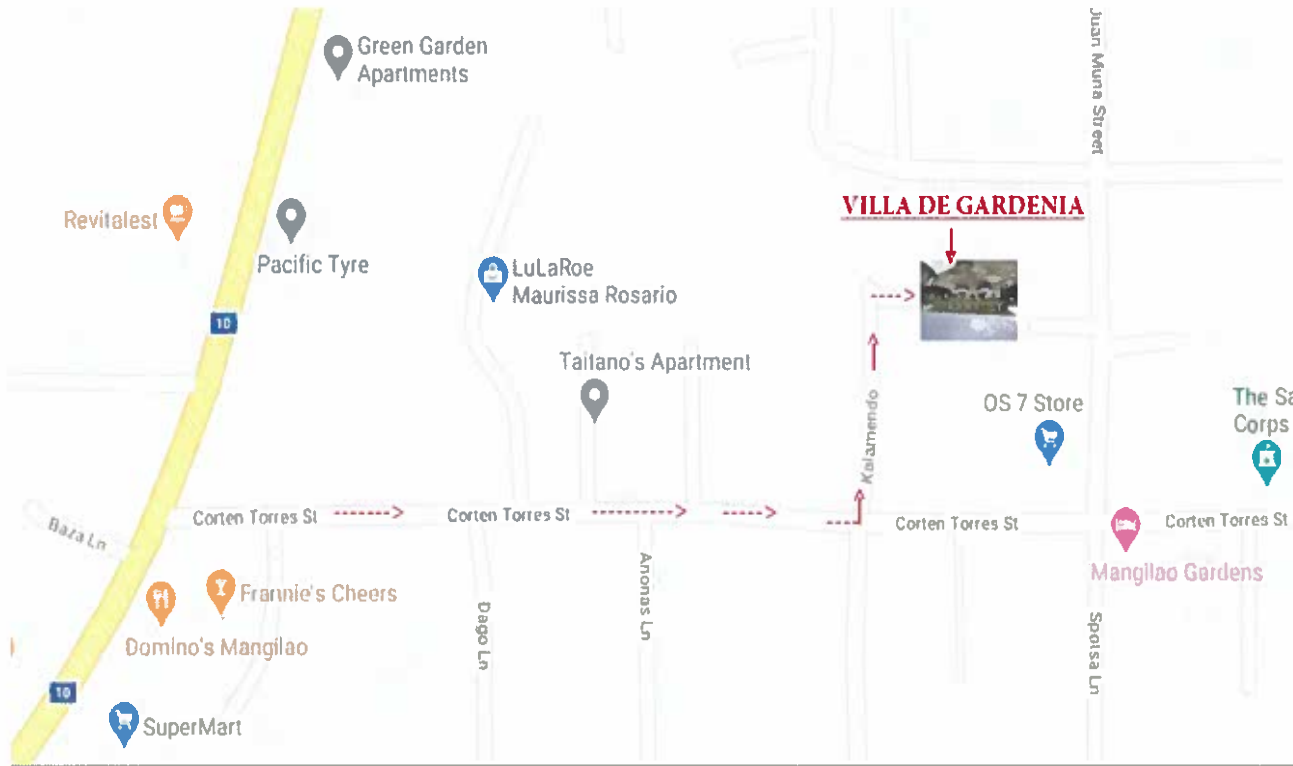 Green Garden
Apartments
Juan Muna Street
Revitalest
VILLA DE GARDENIA
Pacific Tyre
LuLaRoe
Maurissa Rosario
10
Taitano's Apartment
Kalamendo
OS 7 Store
The Sa
Corps
Corten Torres St
Corten Torres St
Corten Torres St
Corten Torres St
Baza Ln
Mangilao Gardens
Frannie's Cheers
Anonas Ln
Dago Ln
Spoisa Ln
Domino's Mangilao
10
SuperMart